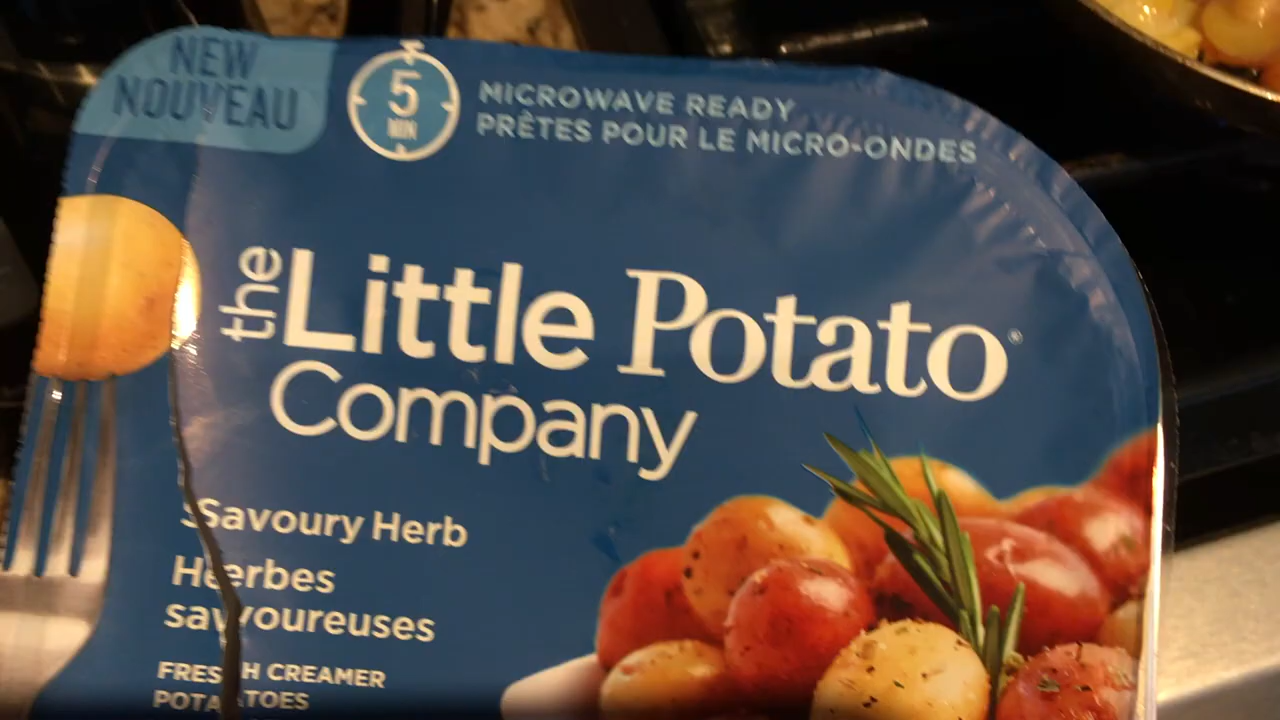 NEW
NOUVEAU
5
MIN
MICROWAVE READY
PRÊTES POUR LE MICRO-ONDES
the Little Potato®
Company
Savoury Herb
Herbes
savoureuses
FRESH CREAMER
POTATOES